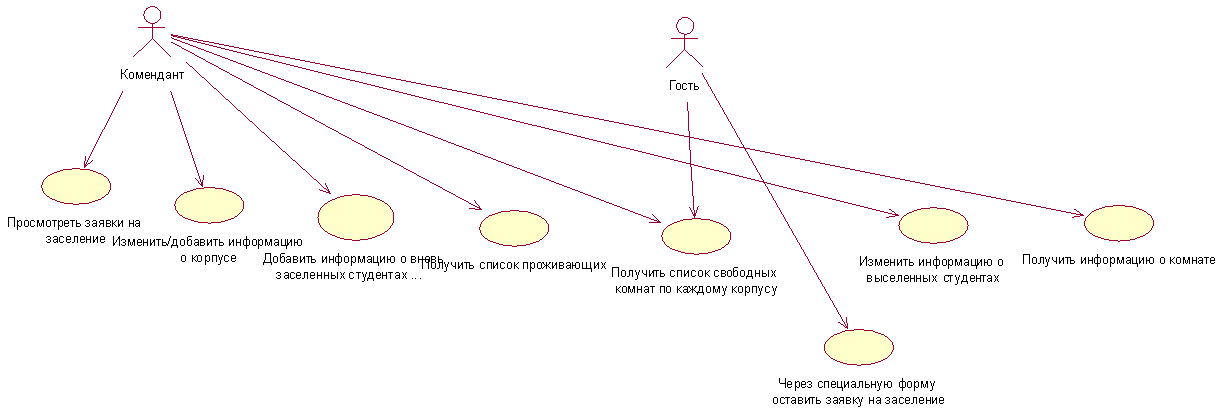 Комендант
Гость
Просмотреть заявки на
заселение
Изменить/добавить информацию
о корпусе
Добавить информацию о вновь
заселенных студентах ...
Получить список проживающих
Получить список свободных
комнат по каждому корпусу
Изменить информацию о
выселенных студентах
Получить информацию о комнате
Через специальную форму
оставить заявку на заселение